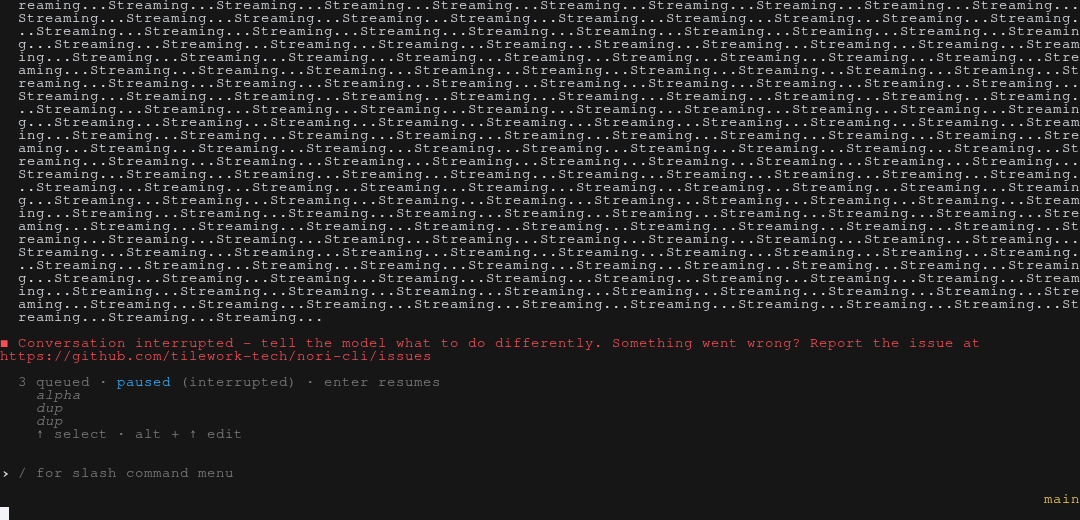 reaming...Streaming...Streaming...Streaming...Streaming...Streaming...Streaming...Streaming...Streaming...Streaming...
Streaming...Streaming...Streaming...Streaming...Streaming...Streaming...Streaming...Streaming...Streaming...Streaming.
..Streaming...Streaming...Streaming...Streaming...Streaming...Streaming...Streaming...Streaming...Streaming...Streamin
g...Streaming...Streaming...Streaming...Streaming...Streaming...Streaming...Streaming...Streaming...Streaming...Stream
ing...Streaming...Streaming...Streaming...Streaming...Streaming...Streaming...Streaming...Streaming...Streaming...Stre
aming...Streaming...Streaming...Streaming...Streaming...Streaming...Streaming...Streaming...Streaming...Streaming...St
reaming...Streaming...Streaming...Streaming...Streaming...Streaming...Streaming...Streaming...Streaming...Streaming...
Streaming...Streaming...Streaming...Streaming...Streaming...Streaming...Streaming...Streaming...Streaming...Streaming.
..Streaming...Streaming...Streaming...Streaming...Streaming...Streaming...Streaming...Streaming...Streaming...Streamin
g...Streaming...Streaming...Streaming...Streaming...Streaming...Streaming...Streaming...Streaming...Streaming...Stream
ing...Streaming...Streaming...Streaming...Streaming...Streaming...Streaming...Streaming...Streaming...Streaming...Stre
aming...Streaming...Streaming...Streaming...Streaming...Streaming...Streaming...Streaming...Streaming...Streaming...St
reaming...Streaming...Streaming...Streaming...Streaming...Streaming...Streaming...Streaming...Streaming...Streaming...
Streaming...Streaming...Streaming...Streaming...Streaming...Streaming...Streaming...Streaming...Streaming...Streaming.
..Streaming...Streaming...Streaming...Streaming...Streaming...Streaming...Streaming...Streaming...Streaming...Streamin
g...Streaming...Streaming...Streaming...Streaming...Streaming...Streaming...Streaming...Streaming...Streaming...Stream
ing...Streaming...Streaming...Streaming...Streaming...Streaming...Streaming...Streaming...Streaming...Streaming...Stre
aming...Streaming...Streaming...Streaming...Streaming...Streaming...Streaming...Streaming...Streaming...Streaming...St
reaming...Streaming...Streaming...Streaming...Streaming...Streaming...Streaming...Streaming...Streaming...Streaming...
Streaming...Streaming...Streaming...Streaming...Streaming...Streaming...Streaming...Streaming...Streaming...Streaming.
..Streaming...Streaming...Streaming...Streaming...Streaming...Streaming...Streaming...Streaming...Streaming...Streamin
g...Streaming...Streaming...Streaming...Streaming...Streaming...Streaming...Streaming...Streaming...Streaming...Stream
ing...Streaming...Streaming...Streaming...Streaming...Streaming...Streaming...Streaming...Streaming...Streaming...Stre
aming...Streaming...Streaming...Streaming...Streaming...Streaming...Streaming...Streaming...Streaming...Streaming...St
reaming...Streaming...Streaming...
■ Conversation interrupted - tell the model what to do differently. Something went wrong? Report the issue at
https://github.com/tilework-tech/nori-cli/issues
3 queued · paused (interrupted) · enter resumes
alpha
dup
dup
↑ select · alt + ↑ edit
› / for slash command menu
main